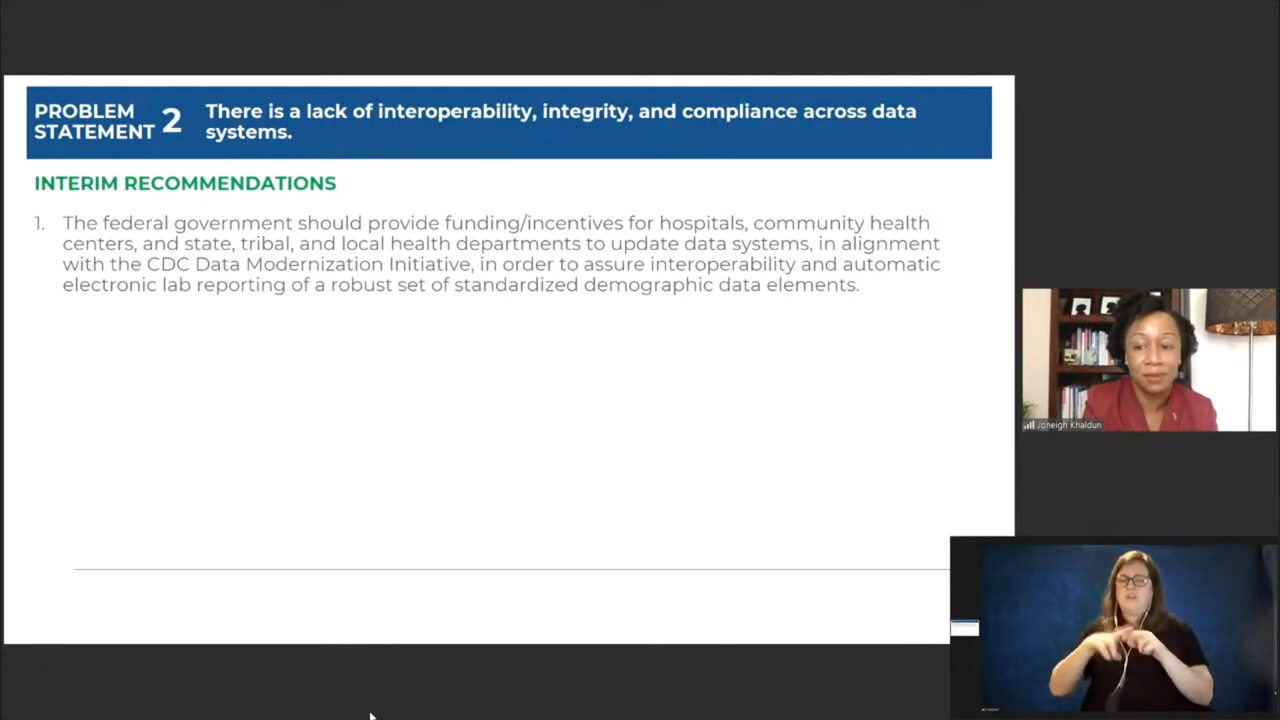 PROBLEM
STATEMENT 2
There is a lack of interoperability, integrity, and compliance across data
systems.
INTERIM RECOMMENDATIONS
1. The federal government should provide funding/incentives for hospitals, community health
centers, and state, tribal, and local health departments to update data systems, in alignment
with the CDC Data Modernization Initiative, in order to assure interoperability and automatic
electronic lab reporting of a robust set of standardized demographic data elements.
Joneigh Khaldun